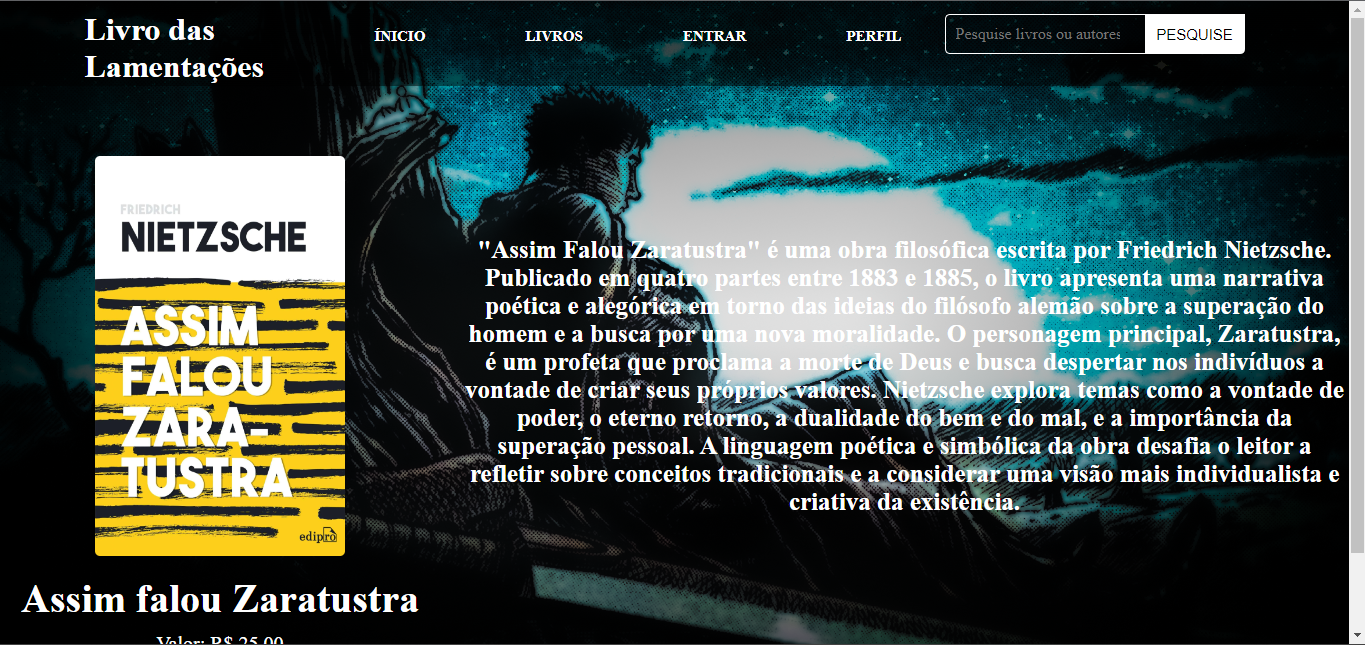 Livro das
Lamentações
ÍNICIO
LIVROS
ENTRAR
PERFIL
Pesquise livros ou autores
PESQUISE
FRIEDRICH
NIETZSCHE
ASSIM
FALOU
ZARA-
TUSTRA
edipro
"Assim Falou Zaratustra" é uma obra filosófica escrita por Friedrich Nietzsche.
Publicado em quatro partes entre 1883 e 1885, o livro apresenta uma narrativa
poética e alegórica em torno das ideias do filósofo alemão sobre a superação do
homem e a busca por uma nova moralidade. O personagem principal, Zaratustra,
é um profeta que proclama a morte de Deus e busca despertar nos indivíduos a
vontade de criar seus próprios valores. Nietzsche explora temas como a vontade de
poder, o eterno retorno, a dualidade do bem e do mal, e a importância da
superação pessoal. A linguagem poética e simbólica da obra desafia o leitor a
refletir sobre conceitos tradicionais e a considerar uma visão mais individualista e
criativa da existência.
Assim falou Zaratustra
Valor: R$ 25,00